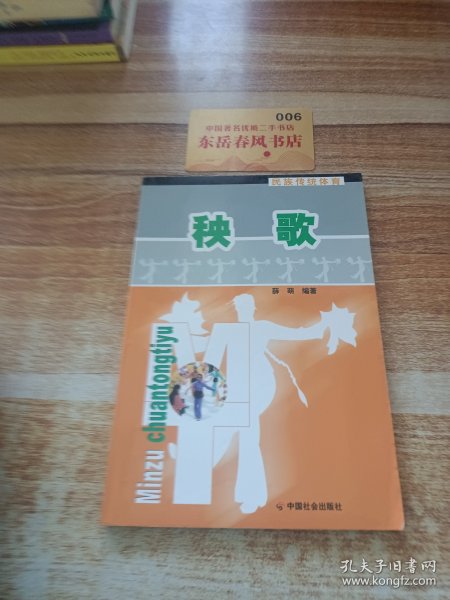 006
中国著名优质二手书店
东岳春风书店
民族传统体育
秧歌
薛萌 编著
Minzu chuantongtiyu
中国社会出版社
孔夫子旧书网
www.kongfz.com